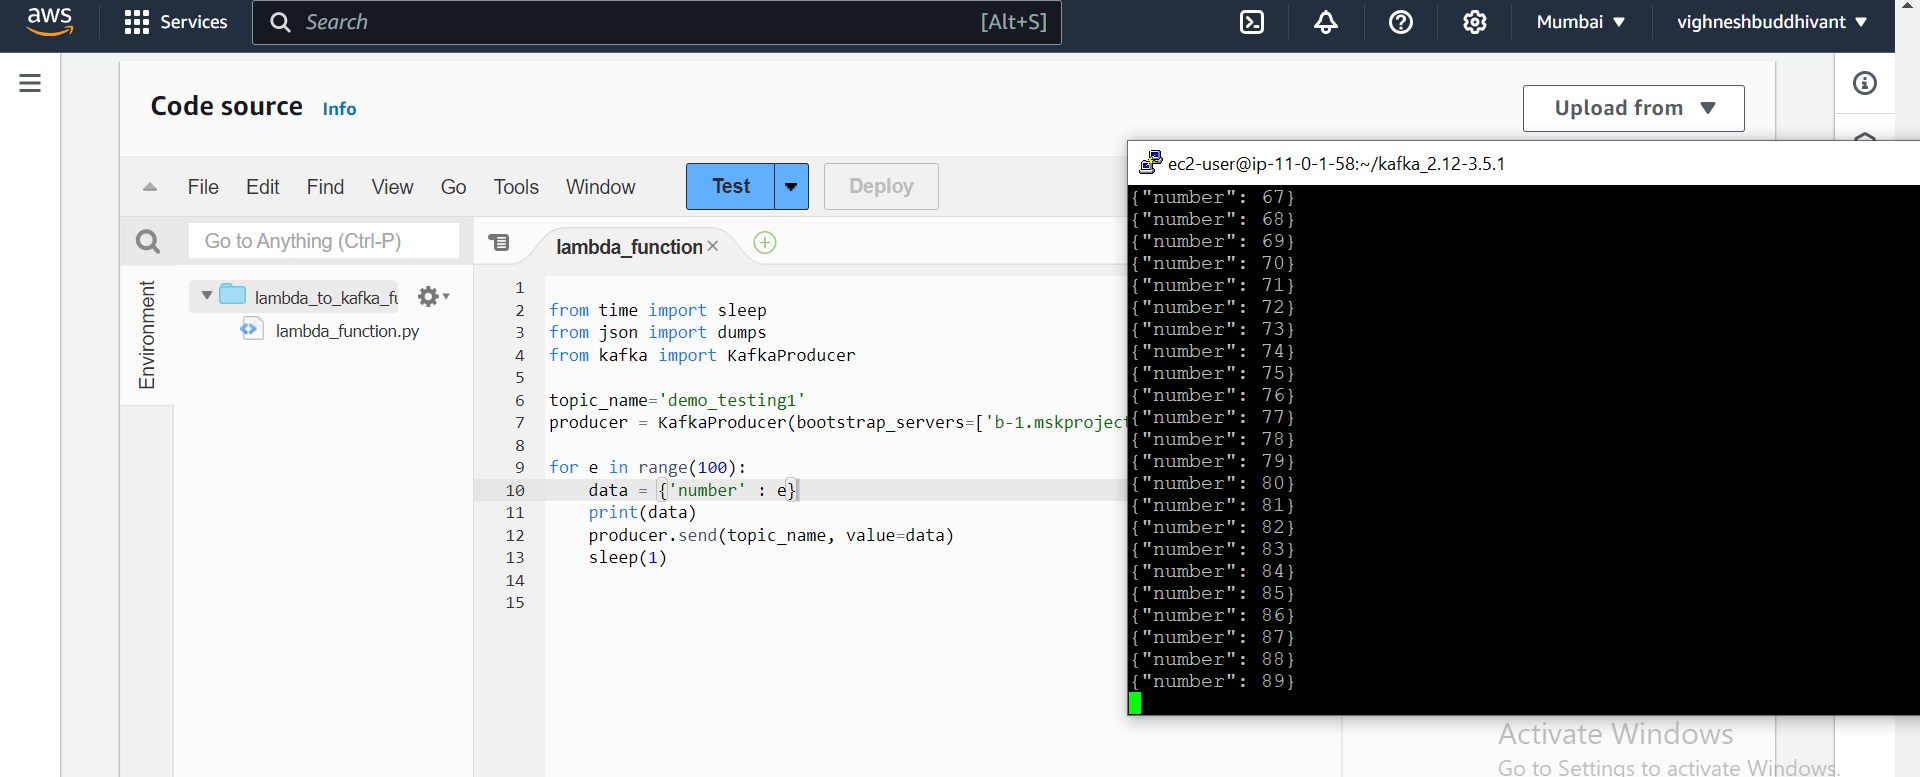 aws Services Search [Alt+S] Mumbai vighneshbuddhivant
Code source Info
Upload from
File Edit Find View Go Tools Window Test Deploy
Go to Anything (Ctrl-P)
lambda_function
Environment
lambda_to_kafka_fu
lambda_function.py
1
2 from time import sleep
3 from json import dumps
4 from kafka import KafkaProducer
5
6 topic_name='demo_testing1'
7 producer = KafkaProducer(bootstrap_servers=['b-1.mskproject
8
9 for e in range(100):
10 data = {'number' : e}
11 print(data)
12 producer.send(topic_name, value=data)
13 sleep(1)
14
15
ec2-user@ip-11-0-1-58:~/kafka_2.12-3.5.1
{"number": 67}
{"number": 68}
{"number": 69}
{"number": 70}
{"number": 71}
{"number": 72}
{"number": 73}
{"number": 74}
{"number": 75}
{"number": 76}
{"number": 77}
{"number": 78}
{"number": 79}
{"number": 80}
{"number": 81}
{"number": 82}
{"number": 83}
{"number": 84}
{"number": 85}
{"number": 86}
{"number": 87}
{"number": 88}
{"number": 89}
Activate Windows
Go to Settings to activate Windows.